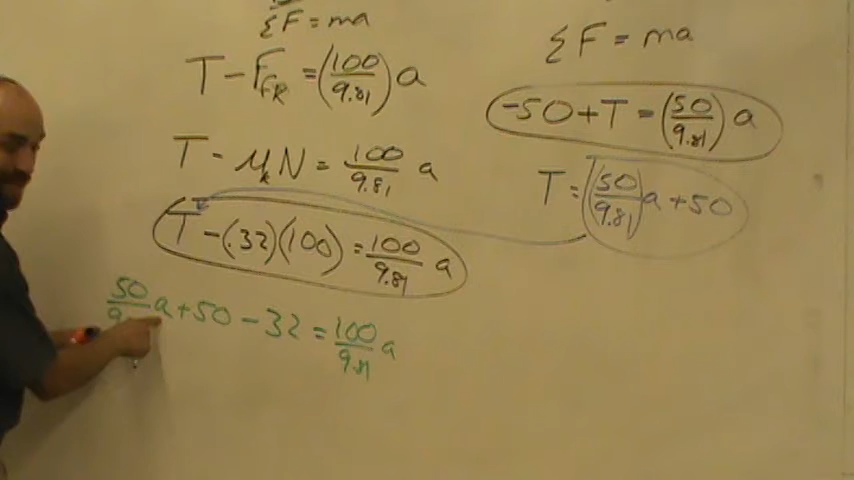 ΣF = ma
T - F_FR = (100/9.81) a
T - μ_k N = 100/9.81 a
T - (.32)(100) = 100/9.81 a
50/9 a + 50 - 32 = 100/9.81 a
ΣF = ma
-50 + T = (50/9.81) a
T = (50/9.81) a + 50